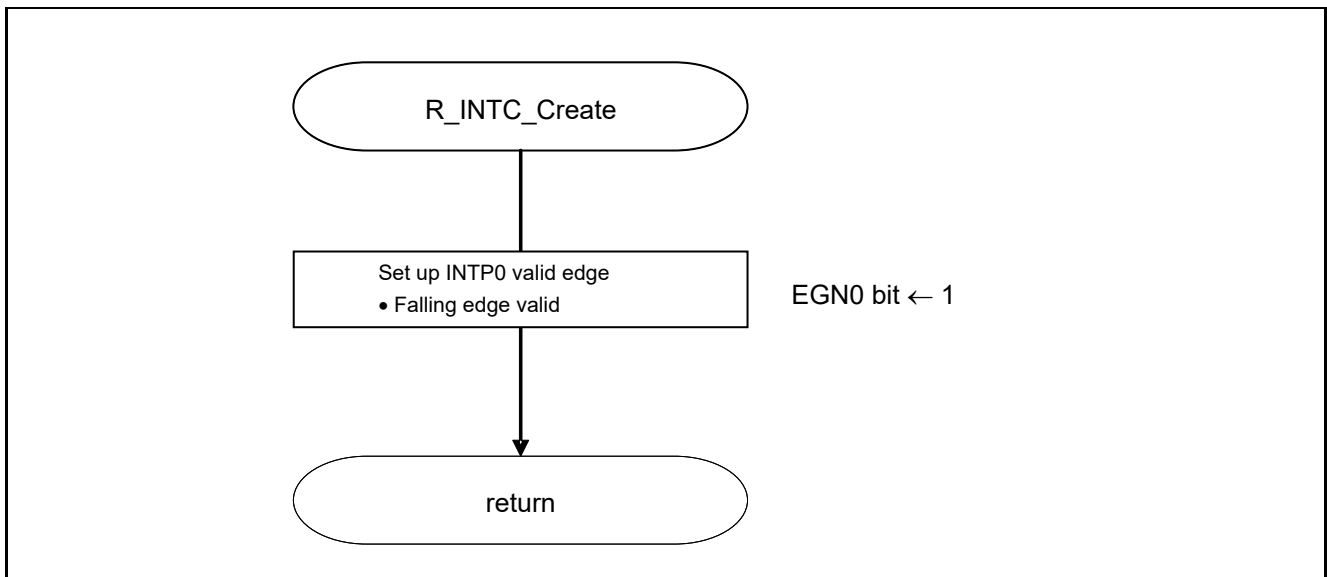 R_INTC_Create
Set up INTP0 valid edge
• Falling edge valid
EGN0 bit ← 1
return